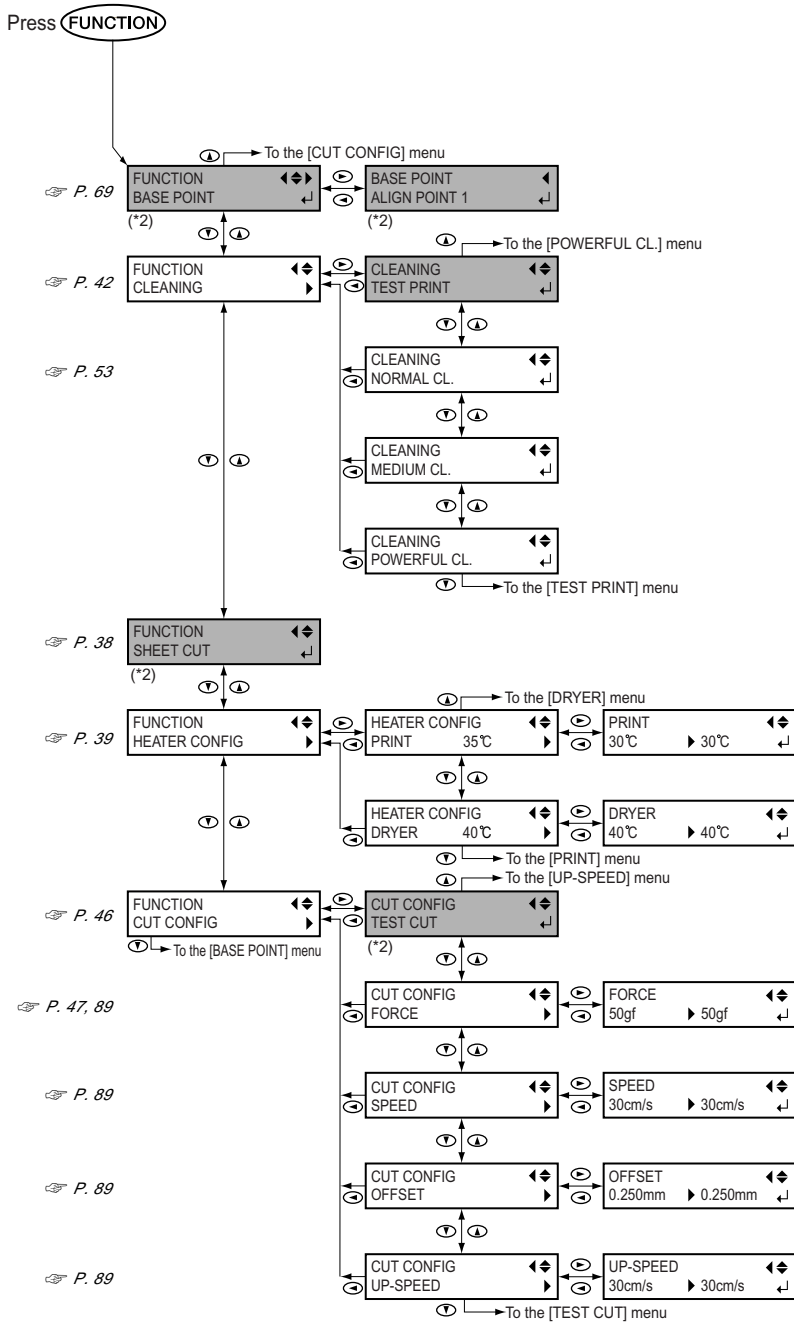 Press FUNCTION
To the [CUT CONFIG] menu
P. 69
FUNCTION
BASE POINT
(*2)
BASE POINT
ALIGN POINT 1
(*2)
To the [POWERFUL CL.] menu
P. 42
FUNCTION
CLEANING
CLEANING
TEST PRINT
P. 53
CLEANING
NORMAL CL.
CLEANING
MEDIUM CL.
CLEANING
POWERFUL CL.
To the [TEST PRINT] menu
P. 38
FUNCTION
SHEET CUT
(*2)
To the [DRYER] menu
P. 39
FUNCTION
HEATER CONFIG
HEATER CONFIG
PRINT 35℃
PRINT
30℃ 30℃
HEATER CONFIG
DRYER 40℃
DRYER
40℃ 40℃
To the [PRINT] menu
To the [UP-SPEED] menu
P. 46
FUNCTION
CUT CONFIG
To the [BASE POINT] menu
CUT CONFIG
TEST CUT
(*2)
P. 47, 89
CUT CONFIG
FORCE
FORCE
50gf 50gf
P. 89
CUT CONFIG
SPEED
SPEED
30cm/s 30cm/s
P. 89
CUT CONFIG
OFFSET
OFFSET
0.250mm 0.250mm
P. 89
CUT CONFIG
UP-SPEED
UP-SPEED
30cm/s 30cm/s
To the [TEST CUT] menu